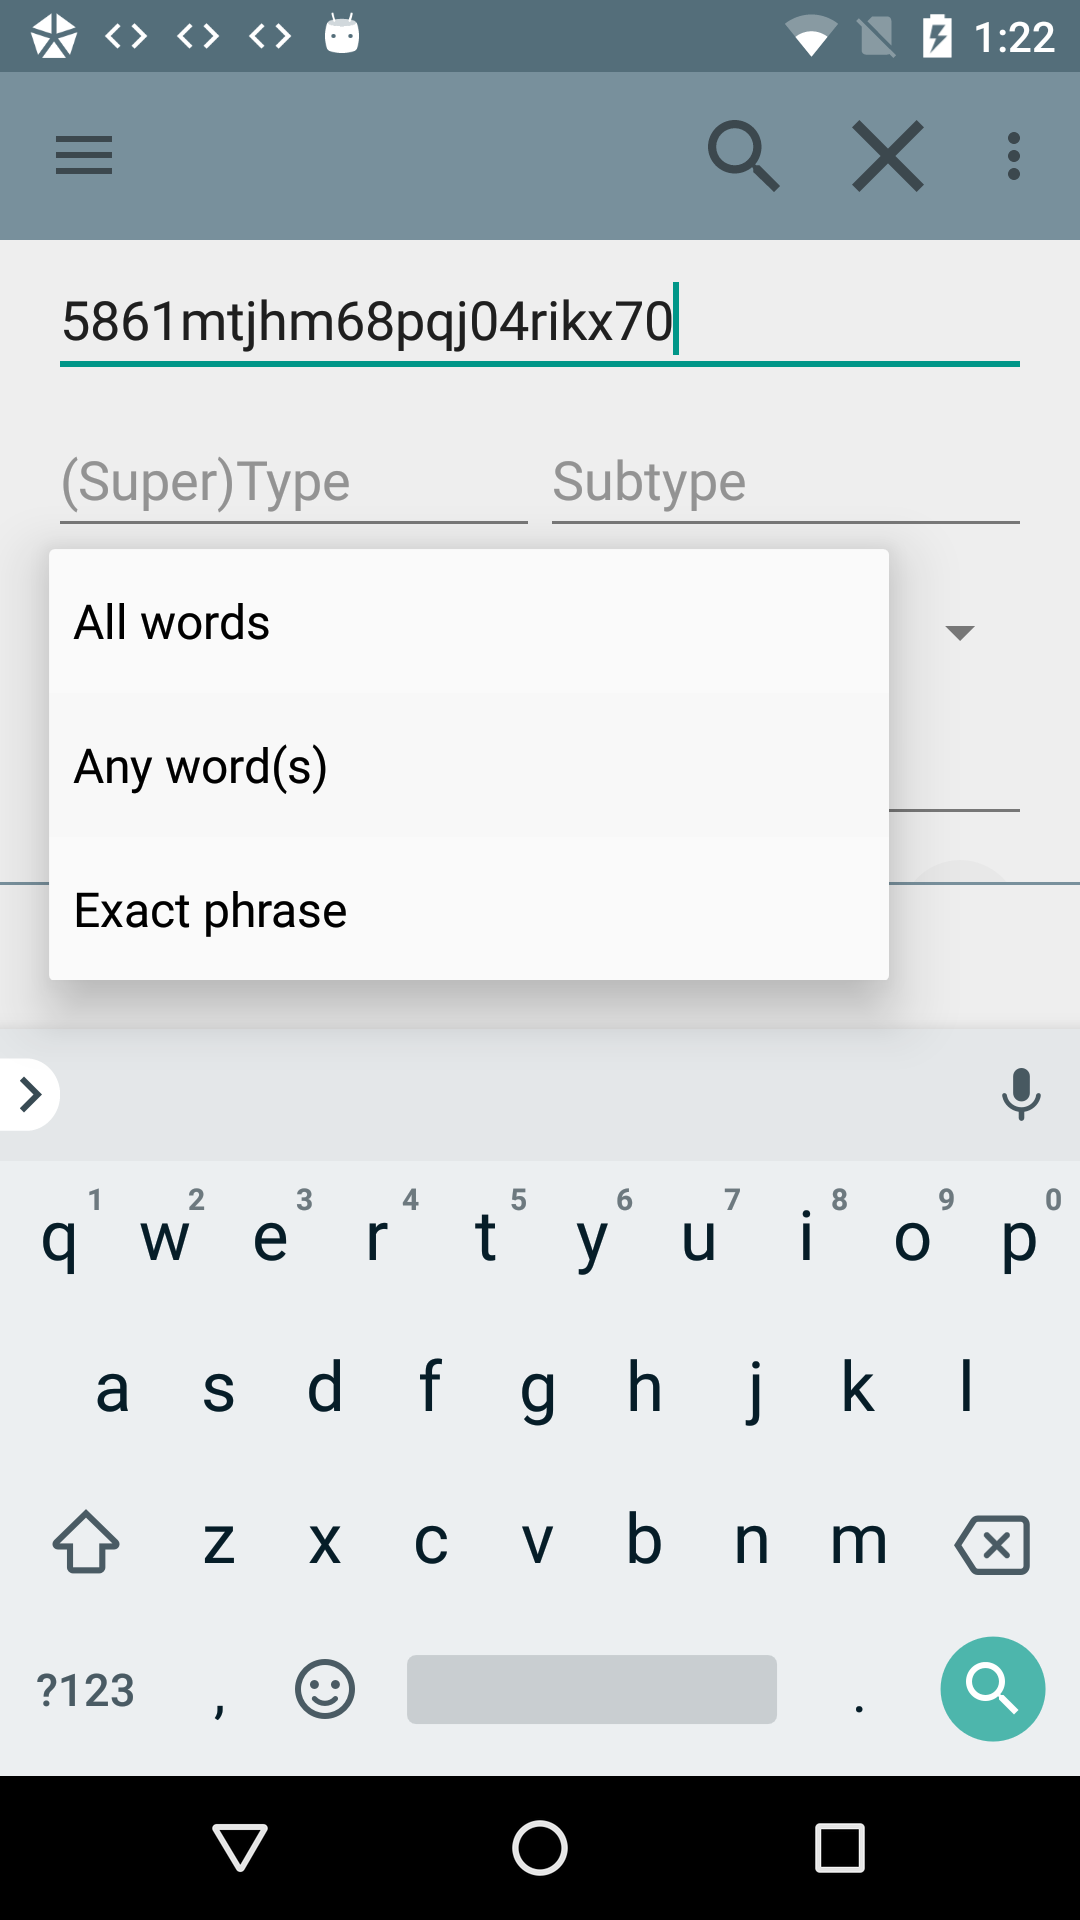 1:22
5861mtjhm68pqj04rikx70
(Super)Type Subtype
All words
Any word(s)
Exact phrase
1 2 3 4 5 6 7 8 9 0
q w e r t y u i o p
a s d f g h j k l
z x c v b n m
?123 , .